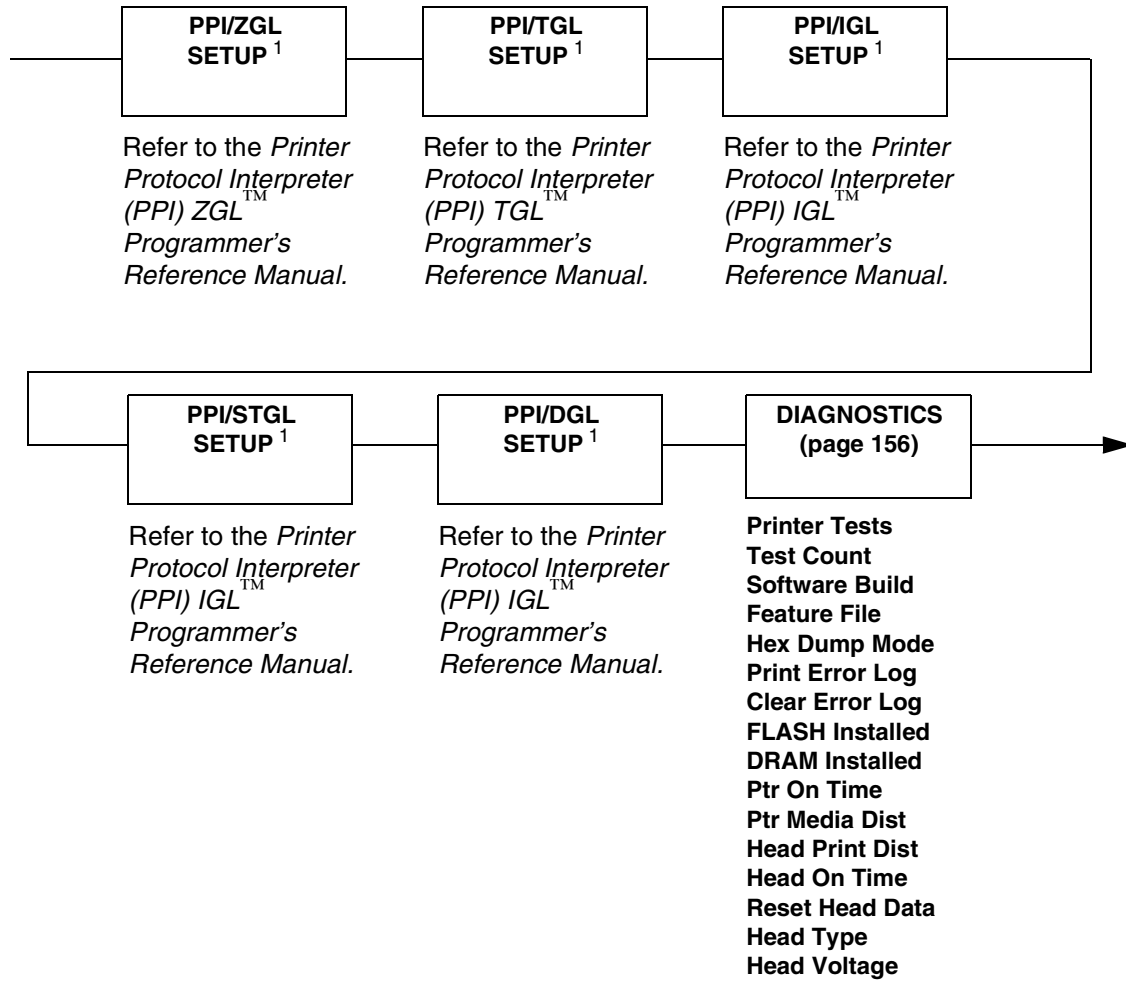 PPI/ZGL
SETUP 1
Refer to the Printer
Protocol Interpreter
(PPI) ZGL™
Programmer's
Reference Manual.
PPI/TGL
SETUP 1
Refer to the Printer
Protocol Interpreter
(PPI) TGL™
Programmer's
Reference Manual.
PPI/IGL
SETUP 1
Refer to the Printer
Protocol Interpreter
(PPI) IGL™
Programmer's
Reference Manual.
PPI/STGL
SETUP 1
Refer to the Printer
Protocol Interpreter
(PPI) IGL™
Programmer's
Reference Manual.
PPI/DGL
SETUP 1
Refer to the Printer
Protocol Interpreter
(PPI) IGL™
Programmer's
Reference Manual.
DIAGNOSTICS
(page 156)
Printer Tests
Test Count
Software Build
Feature File
Hex Dump Mode
Print Error Log
Clear Error Log
FLASH Installed
DRAM Installed
Ptr On Time
Ptr Media Dist
Head Print Dist
Head On Time
Reset Head Data
Head Type
Head Voltage